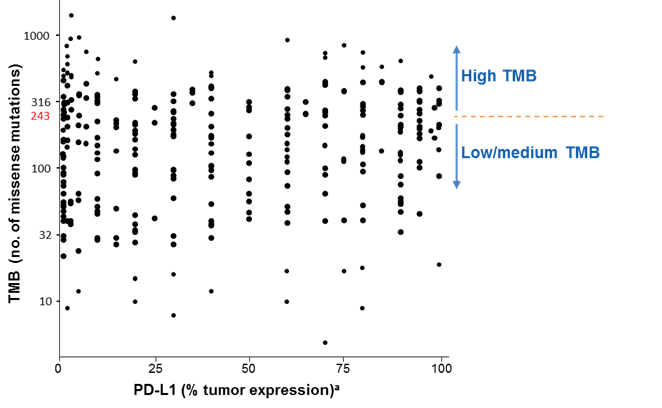 TMB (no. of missense mutations)
1000
316
243
100
32
10
High TMB
Low/medium TMB
0
25
50
75
100
PD-L1 (% tumor expression)ᵃ